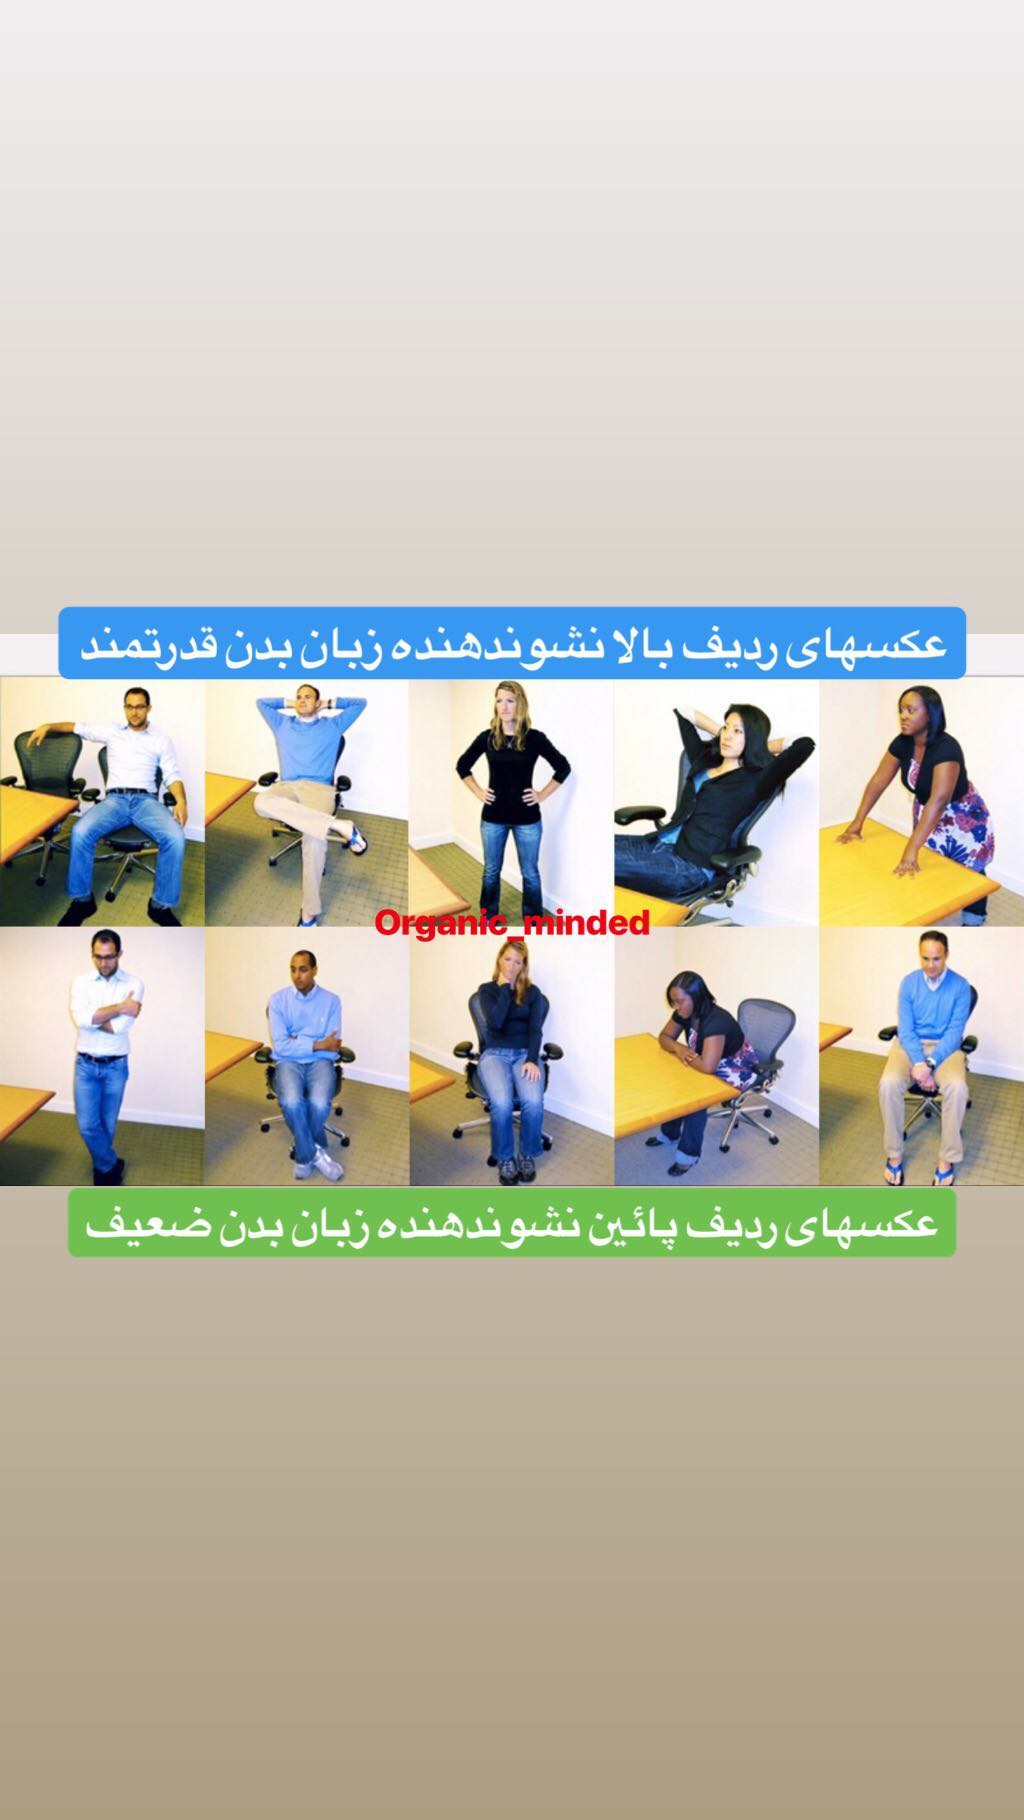 عکسهای ردیف بالا نشوندهنده زبان بدن قدرتمند
Organic_minded
عکسهای ردیف پائین نشوندهنده زبان بدن ضعیف